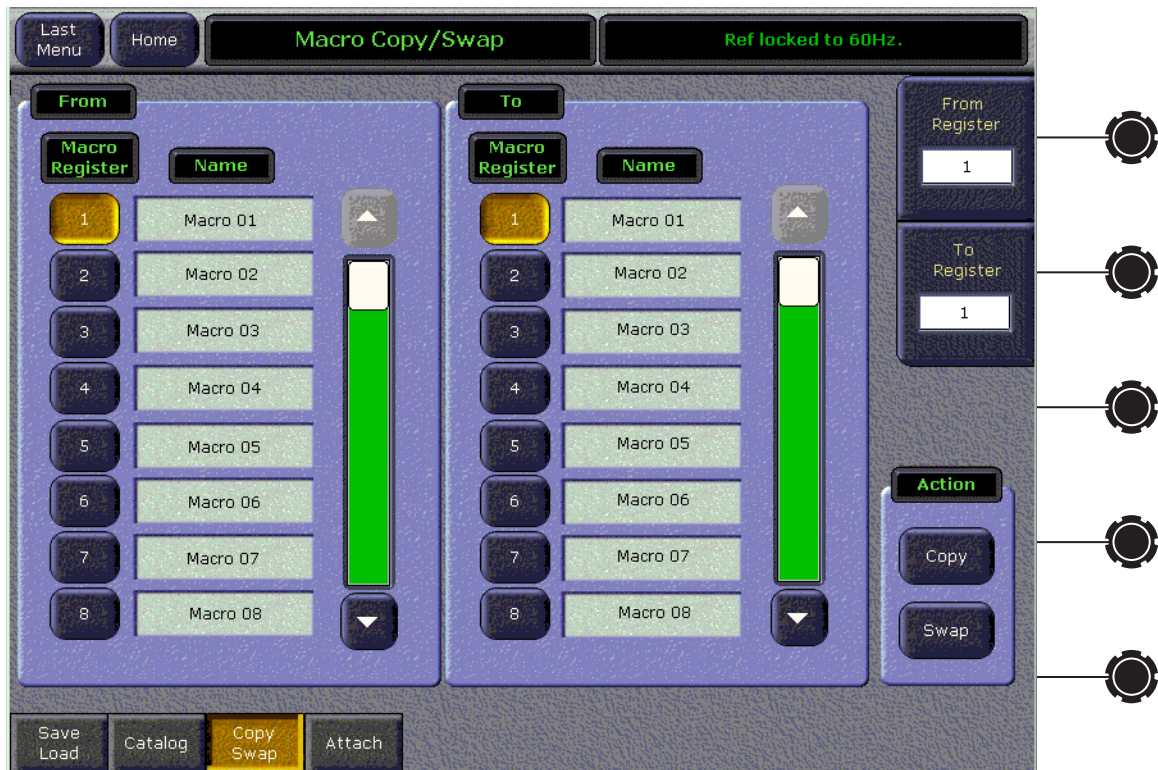 Last
Menu
Home
Macro Copy/Swap
Ref locked to 60Hz.
From
Macro
Register
Name
1
Macro 01
2
Macro 02
3
Macro 03
4
Macro 04
5
Macro 05
6
Macro 06
7
Macro 07
8
Macro 08
To
Macro
Register
Name
1
Macro 01
2
Macro 02
3
Macro 03
4
Macro 04
5
Macro 05
6
Macro 06
7
Macro 07
8
Macro 08
From
Register
1
To
Register
1
Action
Copy
Swap
Save
Load
Catalog
Copy
Swap
Attach